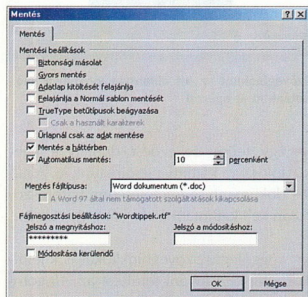 Mentés
Mentés
Mentési beállítások
Biztonsági másolat
Gyors mentés
Adatlap kitöltését felajánlja
Felajánlja a Normál sablon mentését
TrueType betűtípusok beágyazása
Csak a használt karakterek
Űrlapnál csak az adat mentése
Mentés a háttérben
Automatikus mentés: 10 percenként
Mentés fájltípusa: Word dokumentum (*.doc)
A Word 97 által nem támogatott szolgáltatások kikapcsolása
Fájlmegosztási beállítások: "Wordtippek.rtf"
Jelszó a megnyitáshoz: Jelszó a módosításhoz:
*********
Módosítása kerülendő
OK Mégse